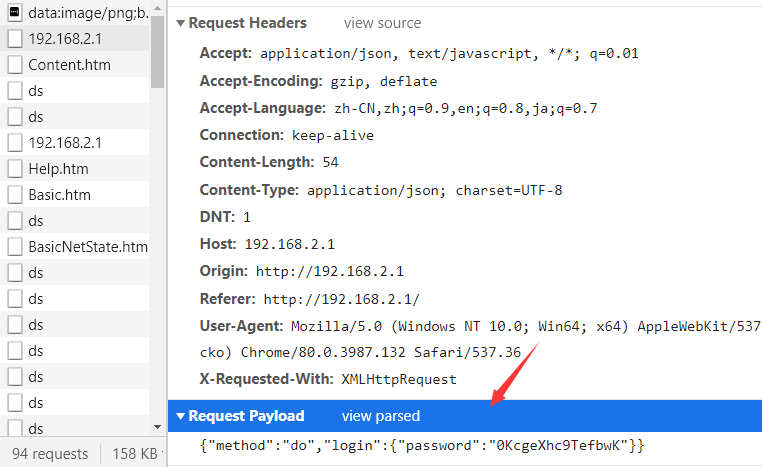 data:image/png;b...
192.168.2.1
Content.htm
ds
ds
192.168.2.1
Help.htm
Basic.htm
ds
BasicNetState.htm
ds
ds
ds
ds
ds
ds
ds
94 requests
158 KB
Request Headers view source
Accept: application/json, text/javascript, */*; q=0.01
Accept-Encoding: gzip, deflate
Accept-Language: zh-CN,zh;q=0.9,en;q=0.8,ja;q=0.7
Connection: keep-alive
Content-Length: 54
Content-Type: application/json; charset=UTF-8
DNT: 1
Host: 192.168.2.1
Origin: http://192.168.2.1
Referer: http://192.168.2.1/
User-Agent: Mozilla/5.0 (Windows NT 10.0; Win64; x64) AppleWebKit/537
cko) Chrome/80.0.3987.132 Safari/537.36
X-Requested-With: XMLHttpRequest
Request Payload view parsed
{"method":"do","login":{"password":"0KcgeXhc9TefbwK"}}